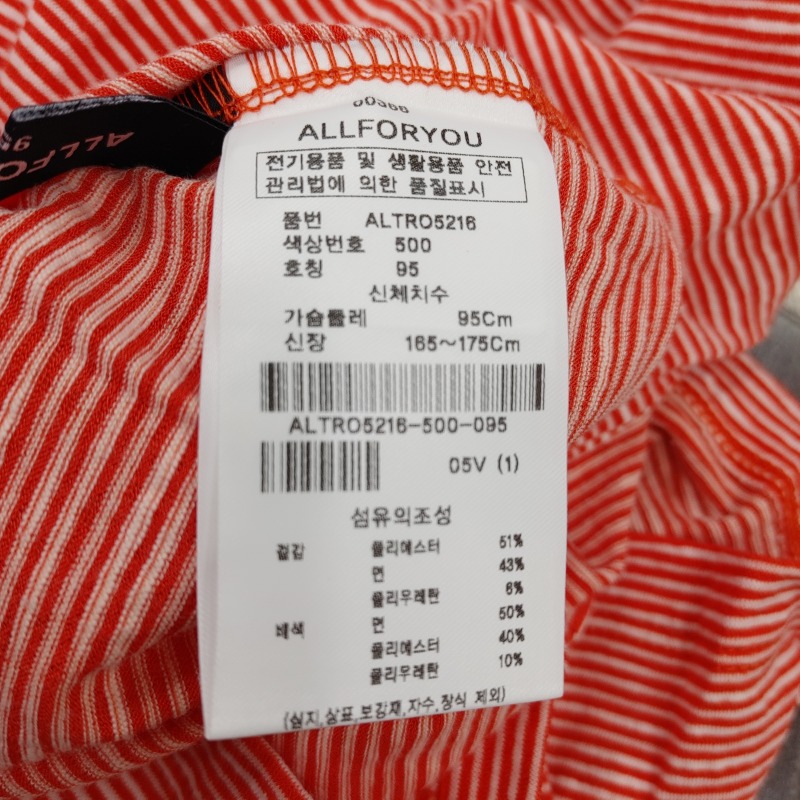 00366
ALLFORYOU
전기용품 및 생활용품 안전
관리법에 의한 품질표시
품번 ALTRO5216
색상번호 500
호칭 95
신체치수
가슴둘레 95Cm
신장 165~175Cm
ALTRO5216-500-095
05V (1)
섬유의조성
겉감 폴리에스터 51%
면 43%
폴리우레탄 6%
배색 면 50%
폴리에스터 40%
폴리우레탄 10%
(심지,상표,보강재,자수,장식 제외)
ALLFO